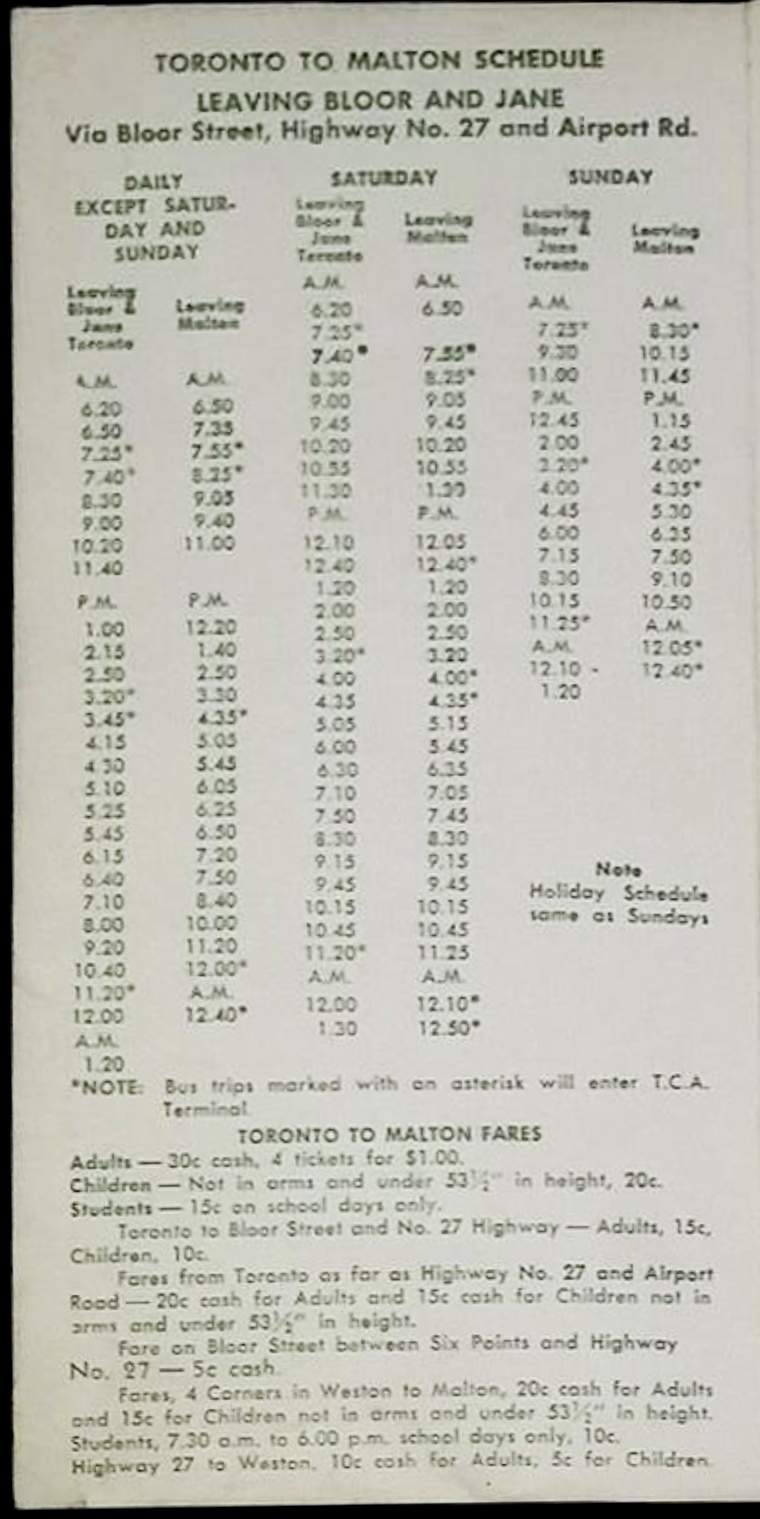 TORONTO TO MALTON SCHEDULE
LEAVING BLOOR AND JANE
Via Bloor Street, Highway No. 27 and Airport Rd.
DAILY
EXCEPT SATUR-
DAY AND
SUNDAY
Leaving
Bloor &
Jane
Toronto
Leaving
Malton
A.M. A.M.
6.20 6.50
6.50 7.35
7.25* 7.55*
7.40* 8.25*
8.30 9.05
9.00 9.40
10.20 11.00
11.40
P.M. P.M.
1.00 12.20
2.15 1.40
2.50 2.50
3.20* 3.30
3.45* 4.35*
4.15 5.05
4.30 5.45
5.10 6.05
5.25 6.25
5.45 6.50
6.15 7.20
6.40 7.50
7.10 8.40
8.00 10.00
9.20 11.20
10.40 12.00*
11.20* A.M.
12.00 12.40*
A.M.
1.20
SATURDAY
Leaving
Bloor &
Jane
Toronto
Leaving
Malton
A.M. A.M.
6.20 6.50
7.25*
7.40* 7.55*
8.30 8.25*
9.00 9.05
9.45 9.45
10.20 10.20
10.55 10.55
11.30
P.M. P.M.
12.10 12.05
12.40 12.40*
1.20 1.20
2.00 2.00
2.50 2.50
3.20* 3.20
4.00 4.00*
4.35 4.35*
5.05 5.15
6.00 5.45
6.30 6.35
7.10 7.05
7.50 7.45
8.30 8.30
9.15 9.15
9.45 9.45
10.15 10.15
10.45 10.45
11.20* 11.25
A.M. A.M.
12.00 12.10*
1.30 12.50*
SUNDAY
Leaving
Bloor &
Jane
Toronto
Leaving
Malton
A.M. A.M.
7.25* 8.30*
9.30 10.15
11.00 11.45
P.M. P.M.
12.45 1.15
2.00 2.45
3.20* 4.00*
4.00 4.35*
4.45 5.30
6.00 6.35
7.15 7.50
8.30 9.10
10.15 10.50
11.25* A.M.
A.M. 12.05*
12.10 - 12.40*
1.20
Note
Holiday Schedule
same as Sundays
*NOTE: Bus trips marked with an asterisk will enter T.C.A.
Terminal.
TORONTO TO MALTON FARES
Adults — 30c cash, 4 tickets for $1.00.
Children — Not in arms and under 53½" in height, 20c.
Students — 15c on school days only.
Toronto to Bloor Street and No. 27 Highway — Adults, 15c,
Children, 10c.
Fares from Toronto as far as Highway No. 27 and Airport
Road — 20c cash for Adults and 15c cash for Children not in
arms and under 53½" in height.
Fare on Bloor Street between Six Points and Highway
No. 27 — 5c cash.
Fares, 4 Corners in Weston to Malton, 20c cash for Adults
and 15c for Children not in arms and under 53½" in height.
Students, 7.30 a.m. to 6.00 p.m. school days only, 10c.
Highway 27 to Weston, 10c cash for Adults, 5c for Children.